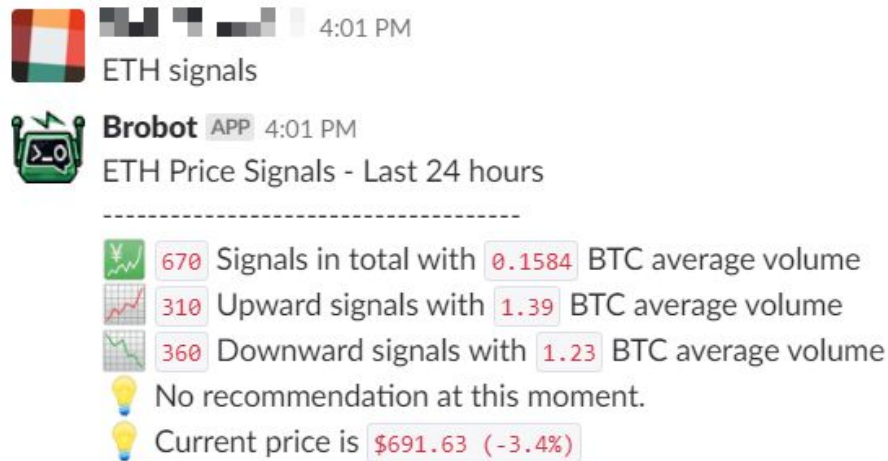 4:01 PM
ETH signals
Brobot APP 4:01 PM
ETH Price Signals - Last 24 hours
-------------------------------------
670 Signals in total with 0.1584 BTC average volume
310 Upward signals with 1.39 BTC average volume
360 Downward signals with 1.23 BTC average volume
No recommendation at this moment.
Current price is $691.63 (-3.4%)